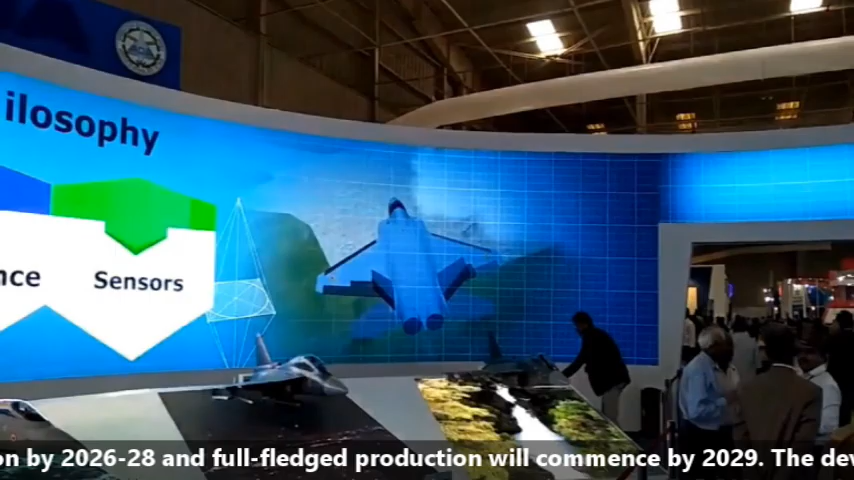 ilosophy
nce
Sensors
on by 2026-28 and full-fledged production will commence by 2029. The dev